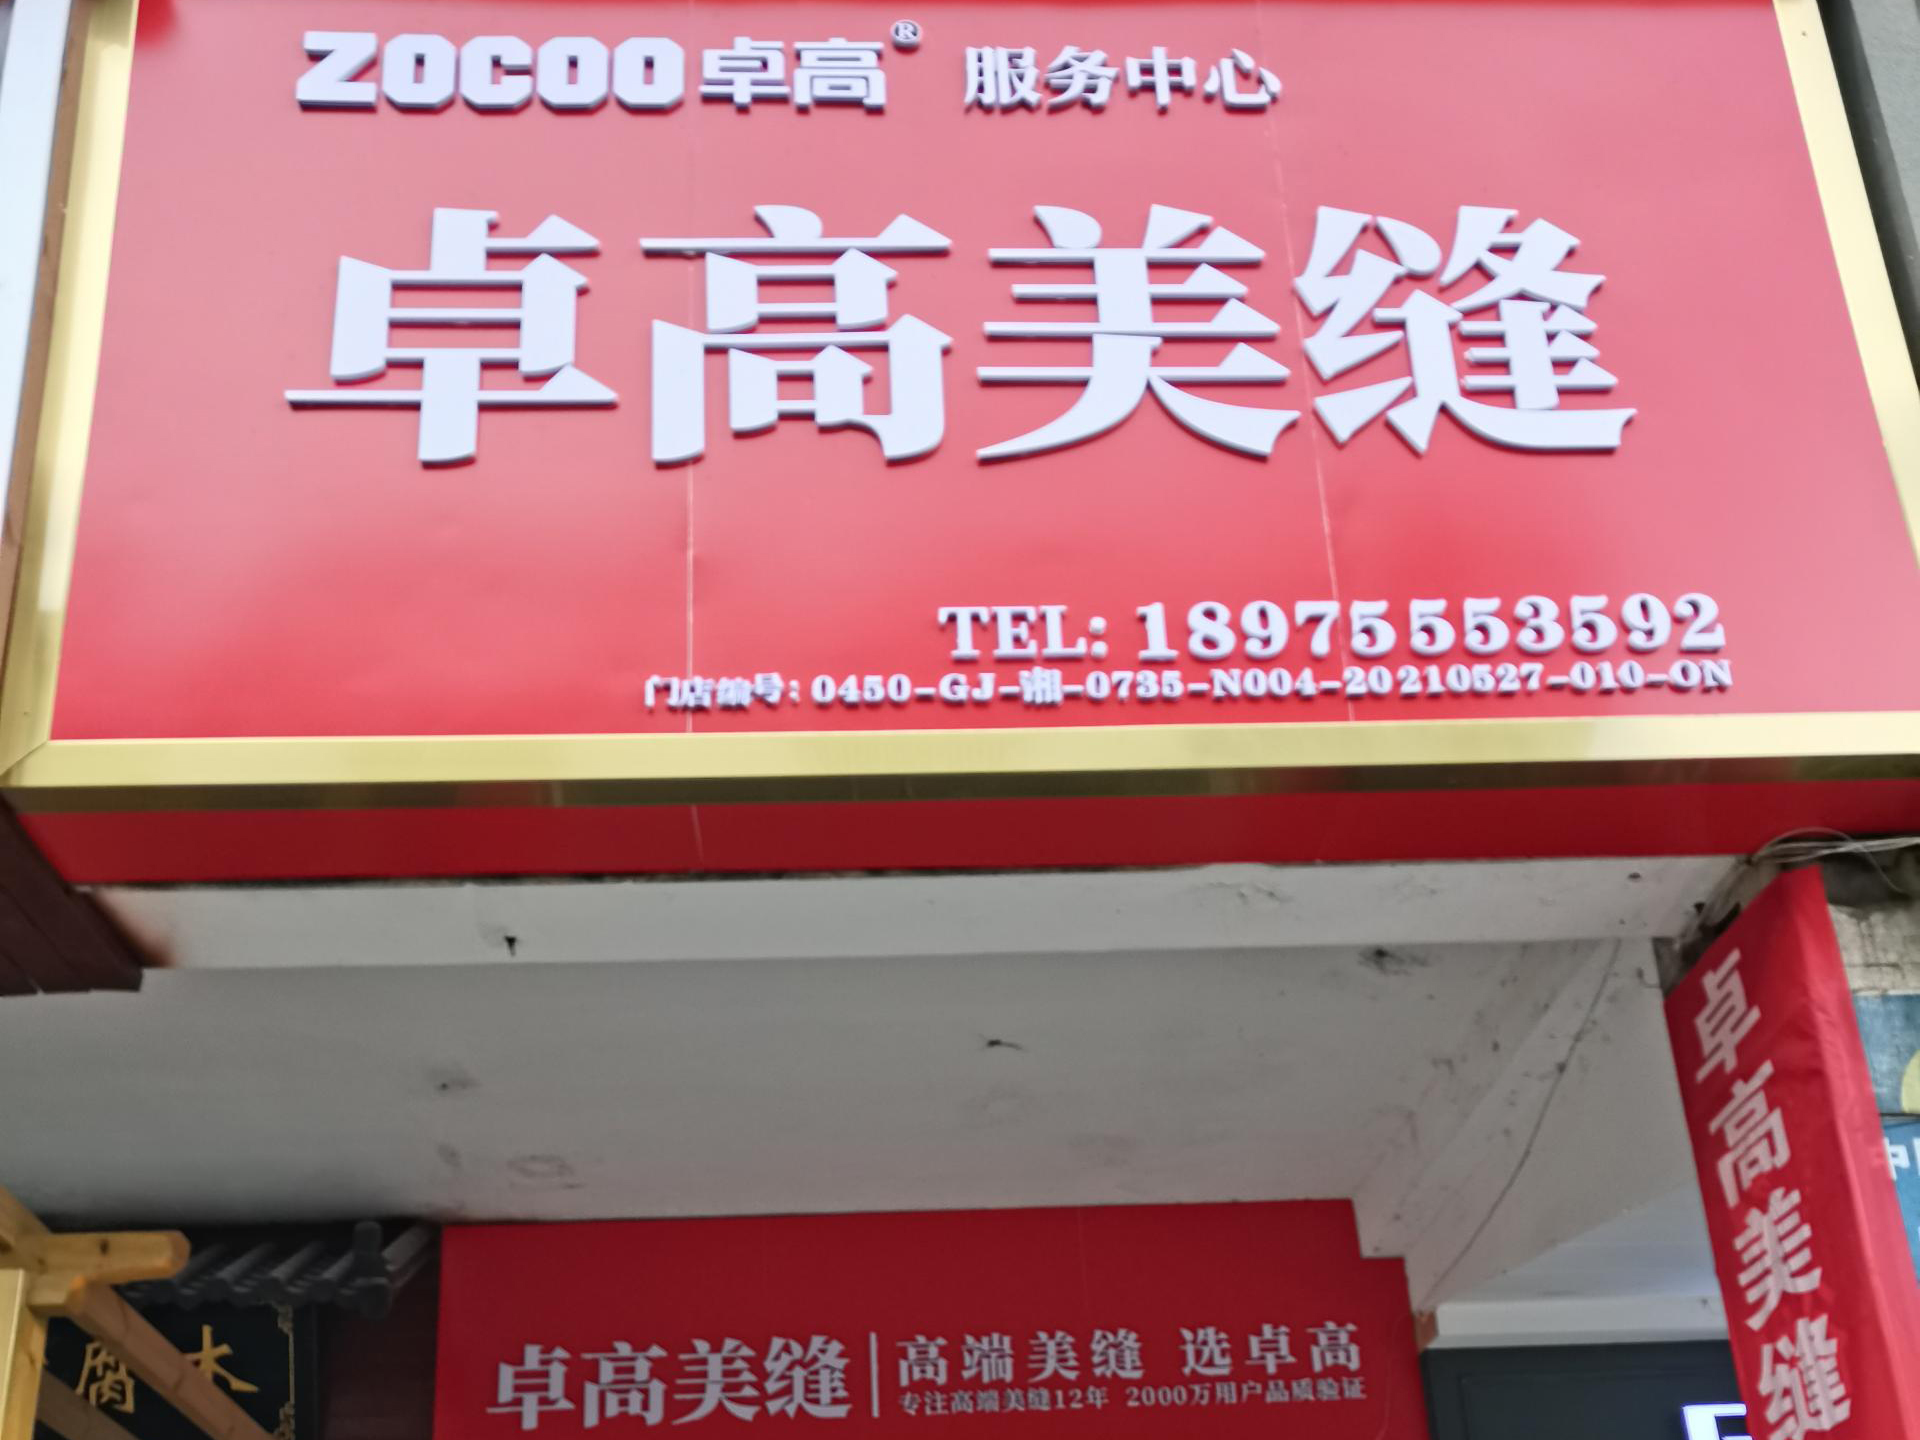 ZOCOO卓高® 服务中心
卓高美缝
TEL: 18975553592
门店编号: 0450-GJ-湘-0735-N004-20210527-010-ON
卓高美缝
卓高美缝
高端美缝 选卓高
专注高端美缝12年 2000万用户品质验证
木
中